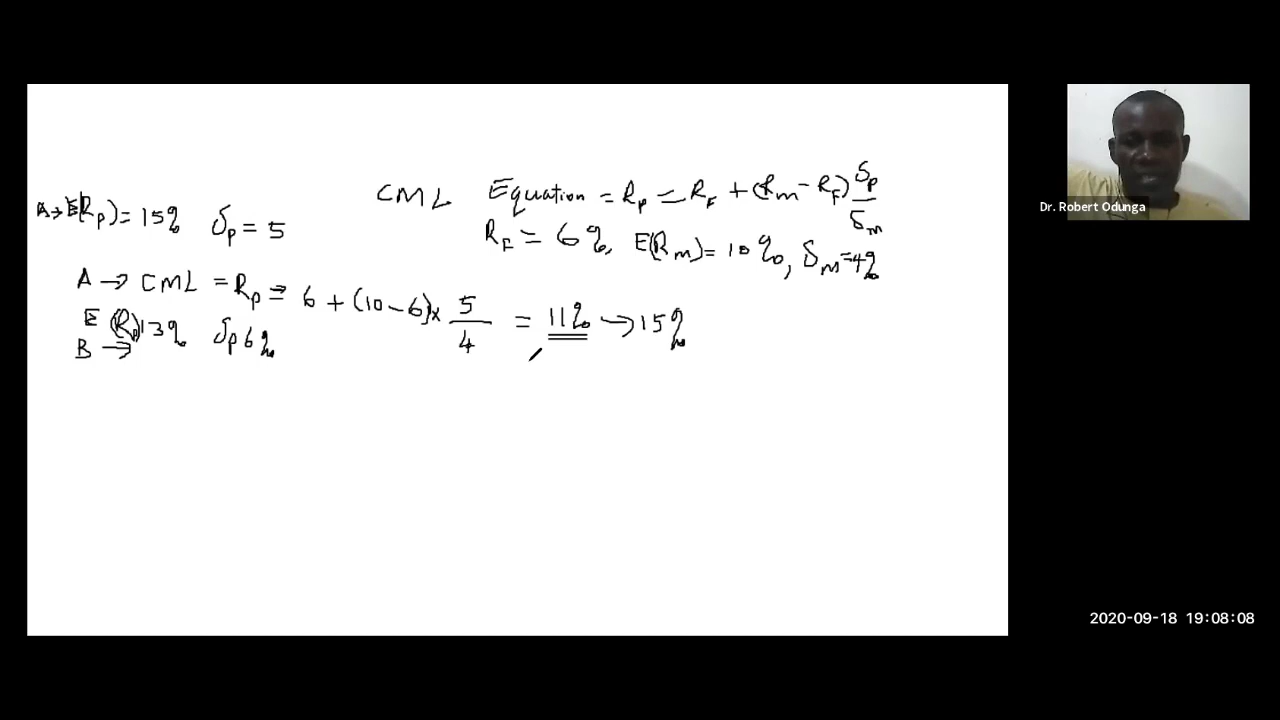 CML Equation = Rp = RF + (Rm - RF) δp/δm
A→ E(Rp) = 15% δp = 5
RF = 6%, E(Rm) = 10%, δm = 4%
A → CML = Rp = 6 + (10 - 6) x 5/4 = 11% → 15%
E(Rp) 13% δp 6%
B →
Dr. Robert Odunga
2020-09-18 19:08:08